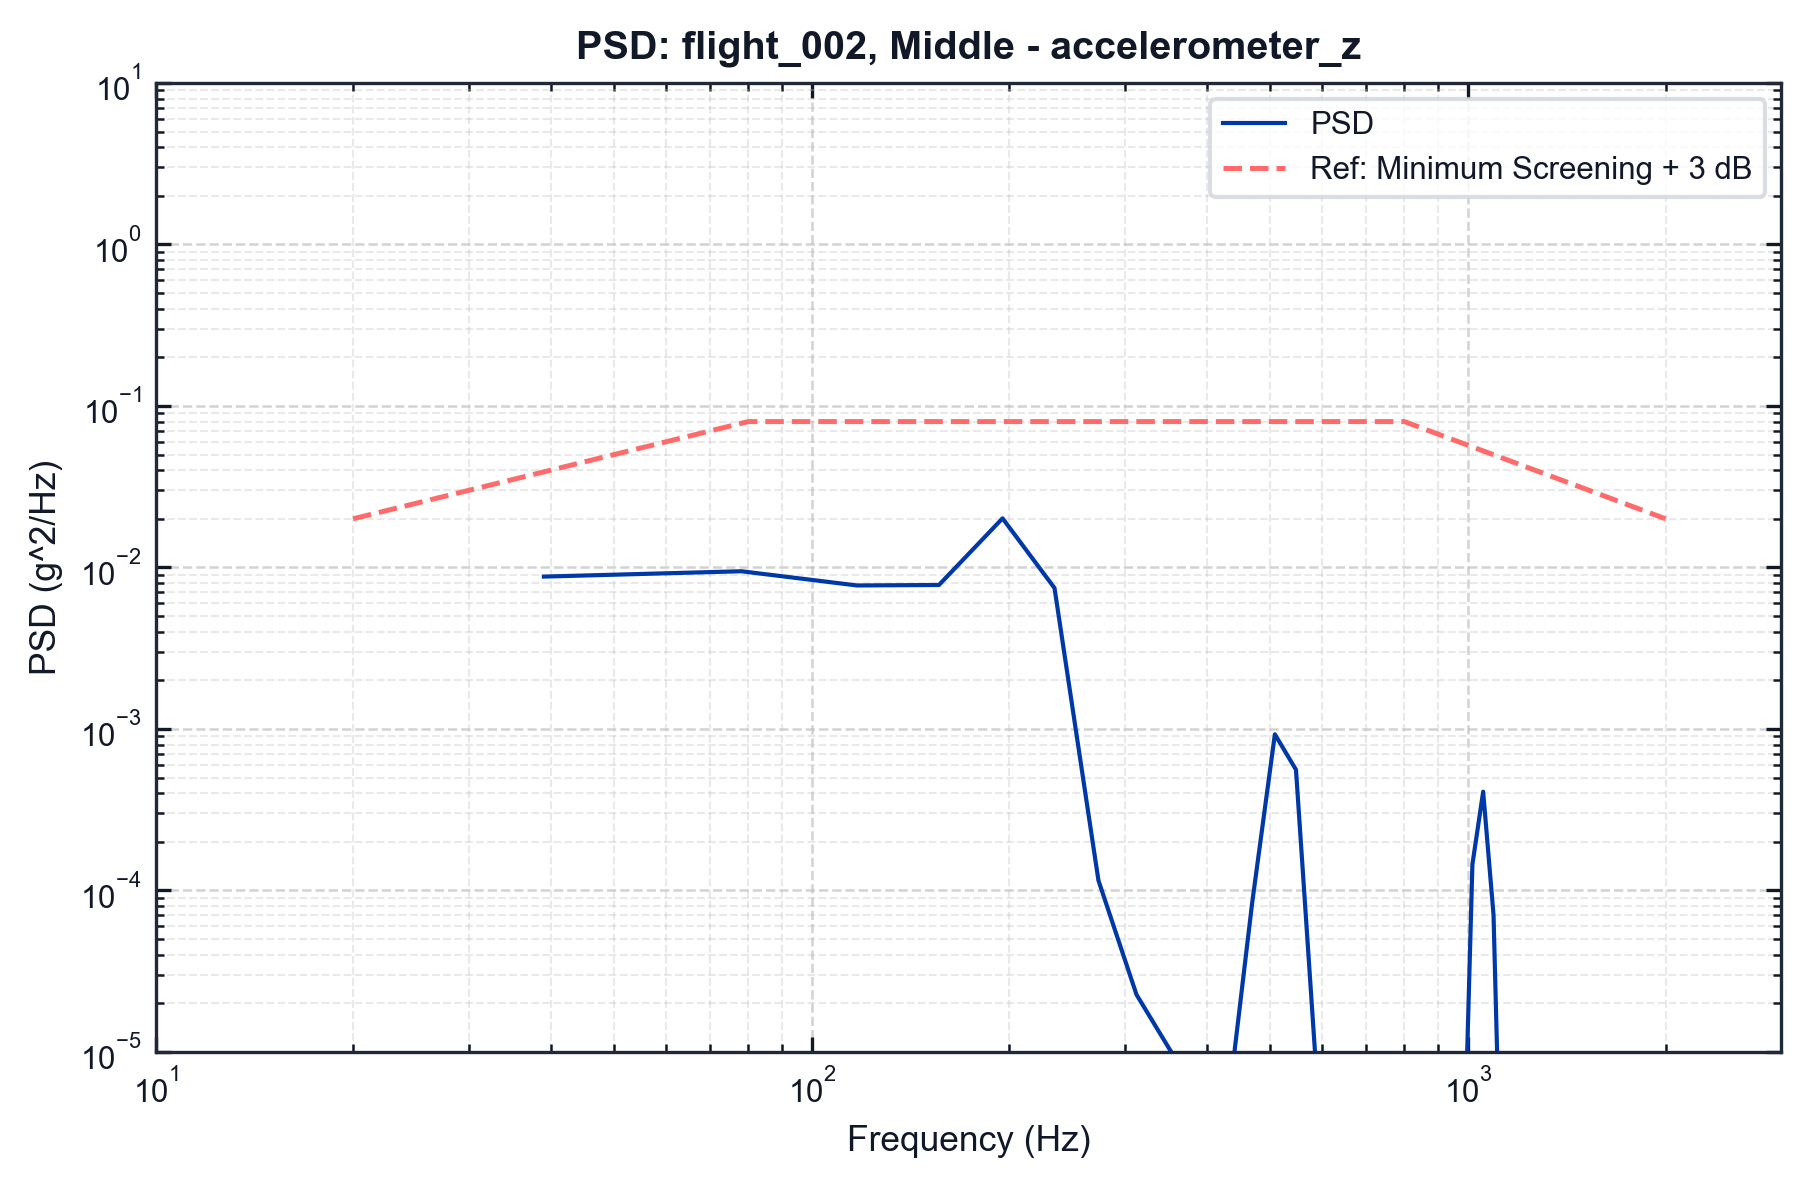 PSD: flight_002, Middle - accelerometer_z
PSD
Ref: Minimum Screening + 3 dB
10^1
10^0
10^−1
10^−2
10^−3
10^−4
10^−5
PSD (g^2/Hz)
10^1
10^2
10^3
Frequency (Hz)